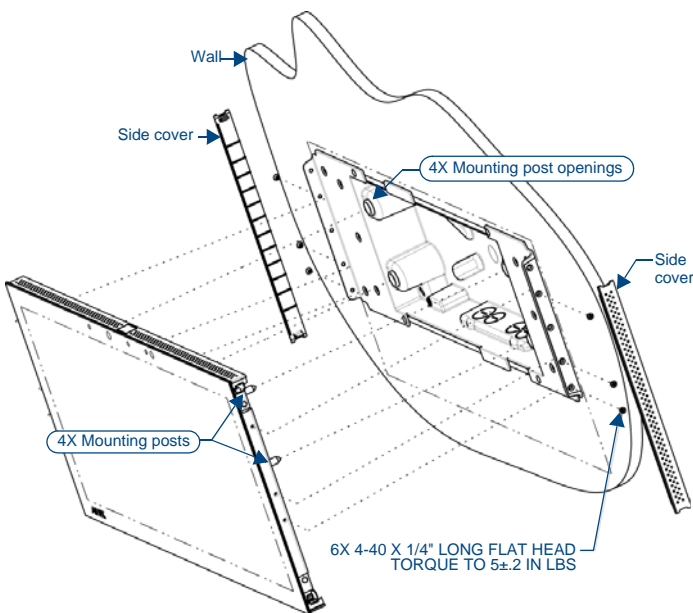 Wall
Side cover
4X Mounting post openings
Side
cover
4X Mounting posts
6X 4-40 X 1/4" LONG FLAT HEAD
TORQUE TO 5±.2 IN LBS